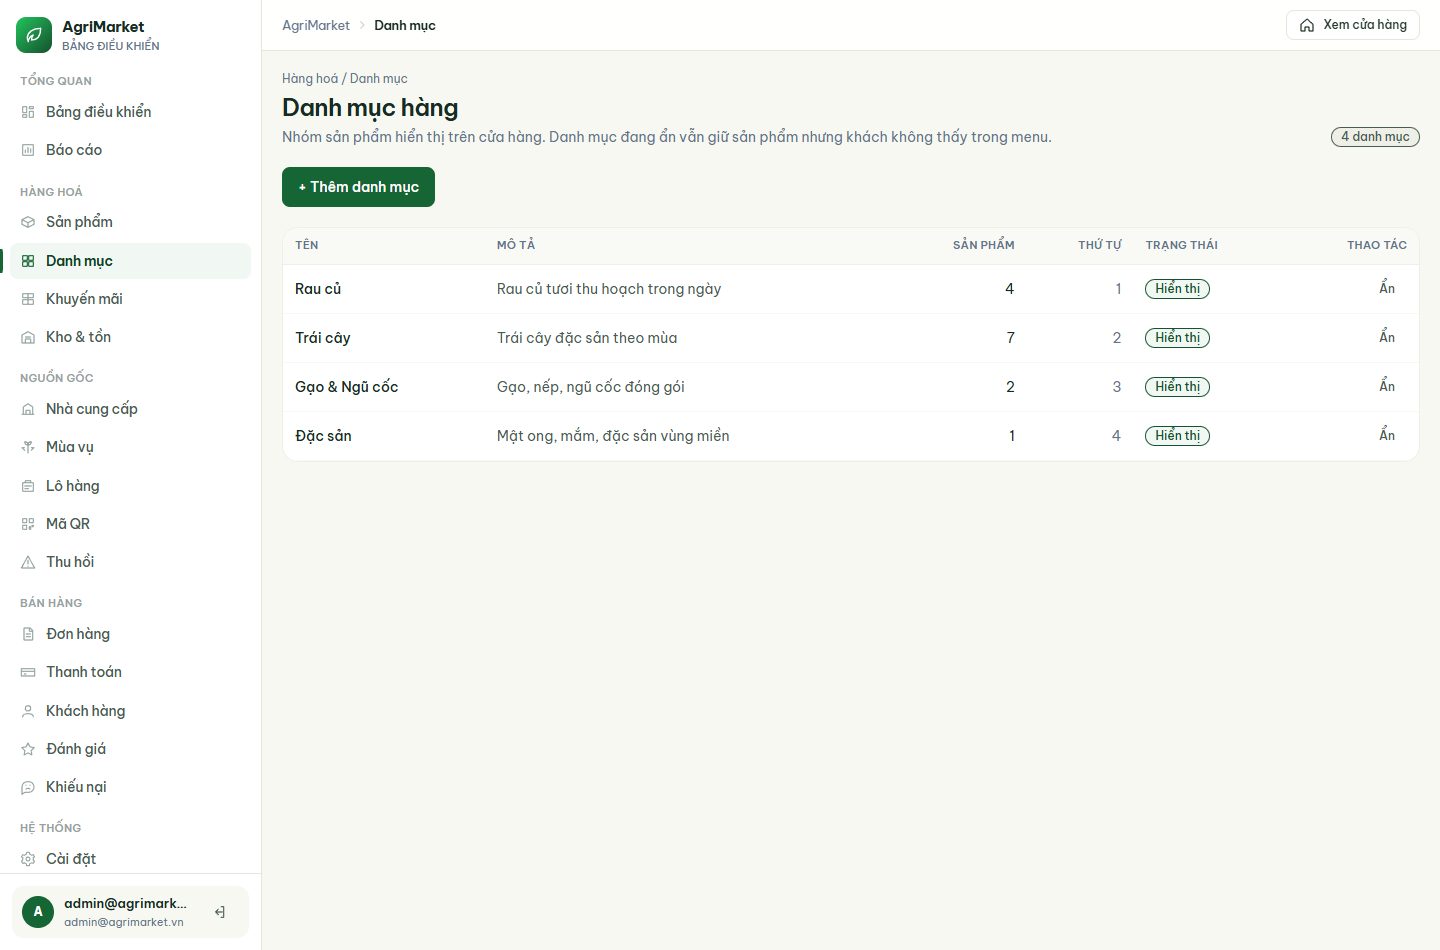 AgriMarket
BẢNG ĐIỀU KHIỂN
TỔNG QUAN
Bảng điều khiển
Báo cáo
HÀNG HOÁ
Sản phẩm
Danh mục
Khuyến mãi
Kho & tồn
NGUỒN GỐC
Nhà cung cấp
Mùa vụ
Lô hàng
Mã QR
Thu hồi
BÁN HÀNG
Đơn hàng
Thanh toán
Khách hàng
Đánh giá
Khiếu nại
HỆ THỐNG
Cài đặt
A
admin@agrimark...
admin@agrimarket.vn
AgriMarket > Danh mục
Xem cửa hàng
Hàng hoá / Danh mục
Danh mục hàng
Nhóm sản phẩm hiển thị trên cửa hàng. Danh mục đang ẩn vẫn giữ sản phẩm nhưng khách không thấy trong menu.
4 danh mục
+ Thêm danh mục
TÊN MÔ TẢ SẢN PHẨM THỨ TỰ TRẠNG THÁI THAO TÁC
Rau củ Rau củ tươi thu hoạch trong ngày 4 1 Hiển thị Ẩn
Trái cây Trái cây đặc sản theo mùa 7 2 Hiển thị Ẩn
Gạo & Ngũ cốc Gạo, nếp, ngũ cốc đóng gói 2 3 Hiển thị Ẩn
Đặc sản Mật ong, mắm, đặc sản vùng miền 1 4 Hiển thị Ẩn